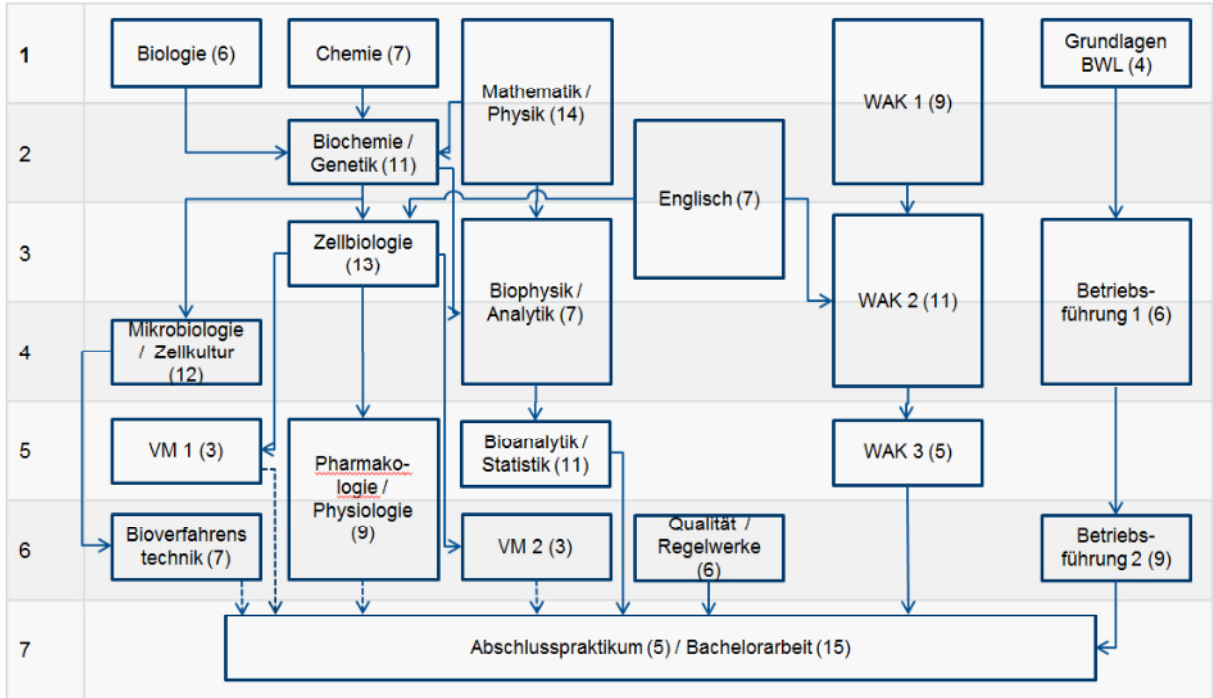 1
Biologie (6)
Chemie (7)
Mathematik /
Physik (14)
WAK 1 (9)
Grundlagen
BWL (4)
2
Biochemie /
Genetik (11)
Englisch (7)
3
Zellbiologie
(13)
Biophysik /
Analytik (7)
WAK 2 (11)
Betriebs-
führung 1 (6)
4
Mikrobiologie
/ Zellkultur
(12)
5
VM 1 (3)
Pharmako-
logie /
Physiologie
(9)
Bioanalytik /
Statistik (11)
WAK 3 (5)
6
Bioverfahrens
technik (7)
VM 2 (3)
Qualität /
Regelwerke
(6)
Betriebs-
führung 2 (9)
7
Abschlusspraktikum (5) / Bachelorarbeit (15)